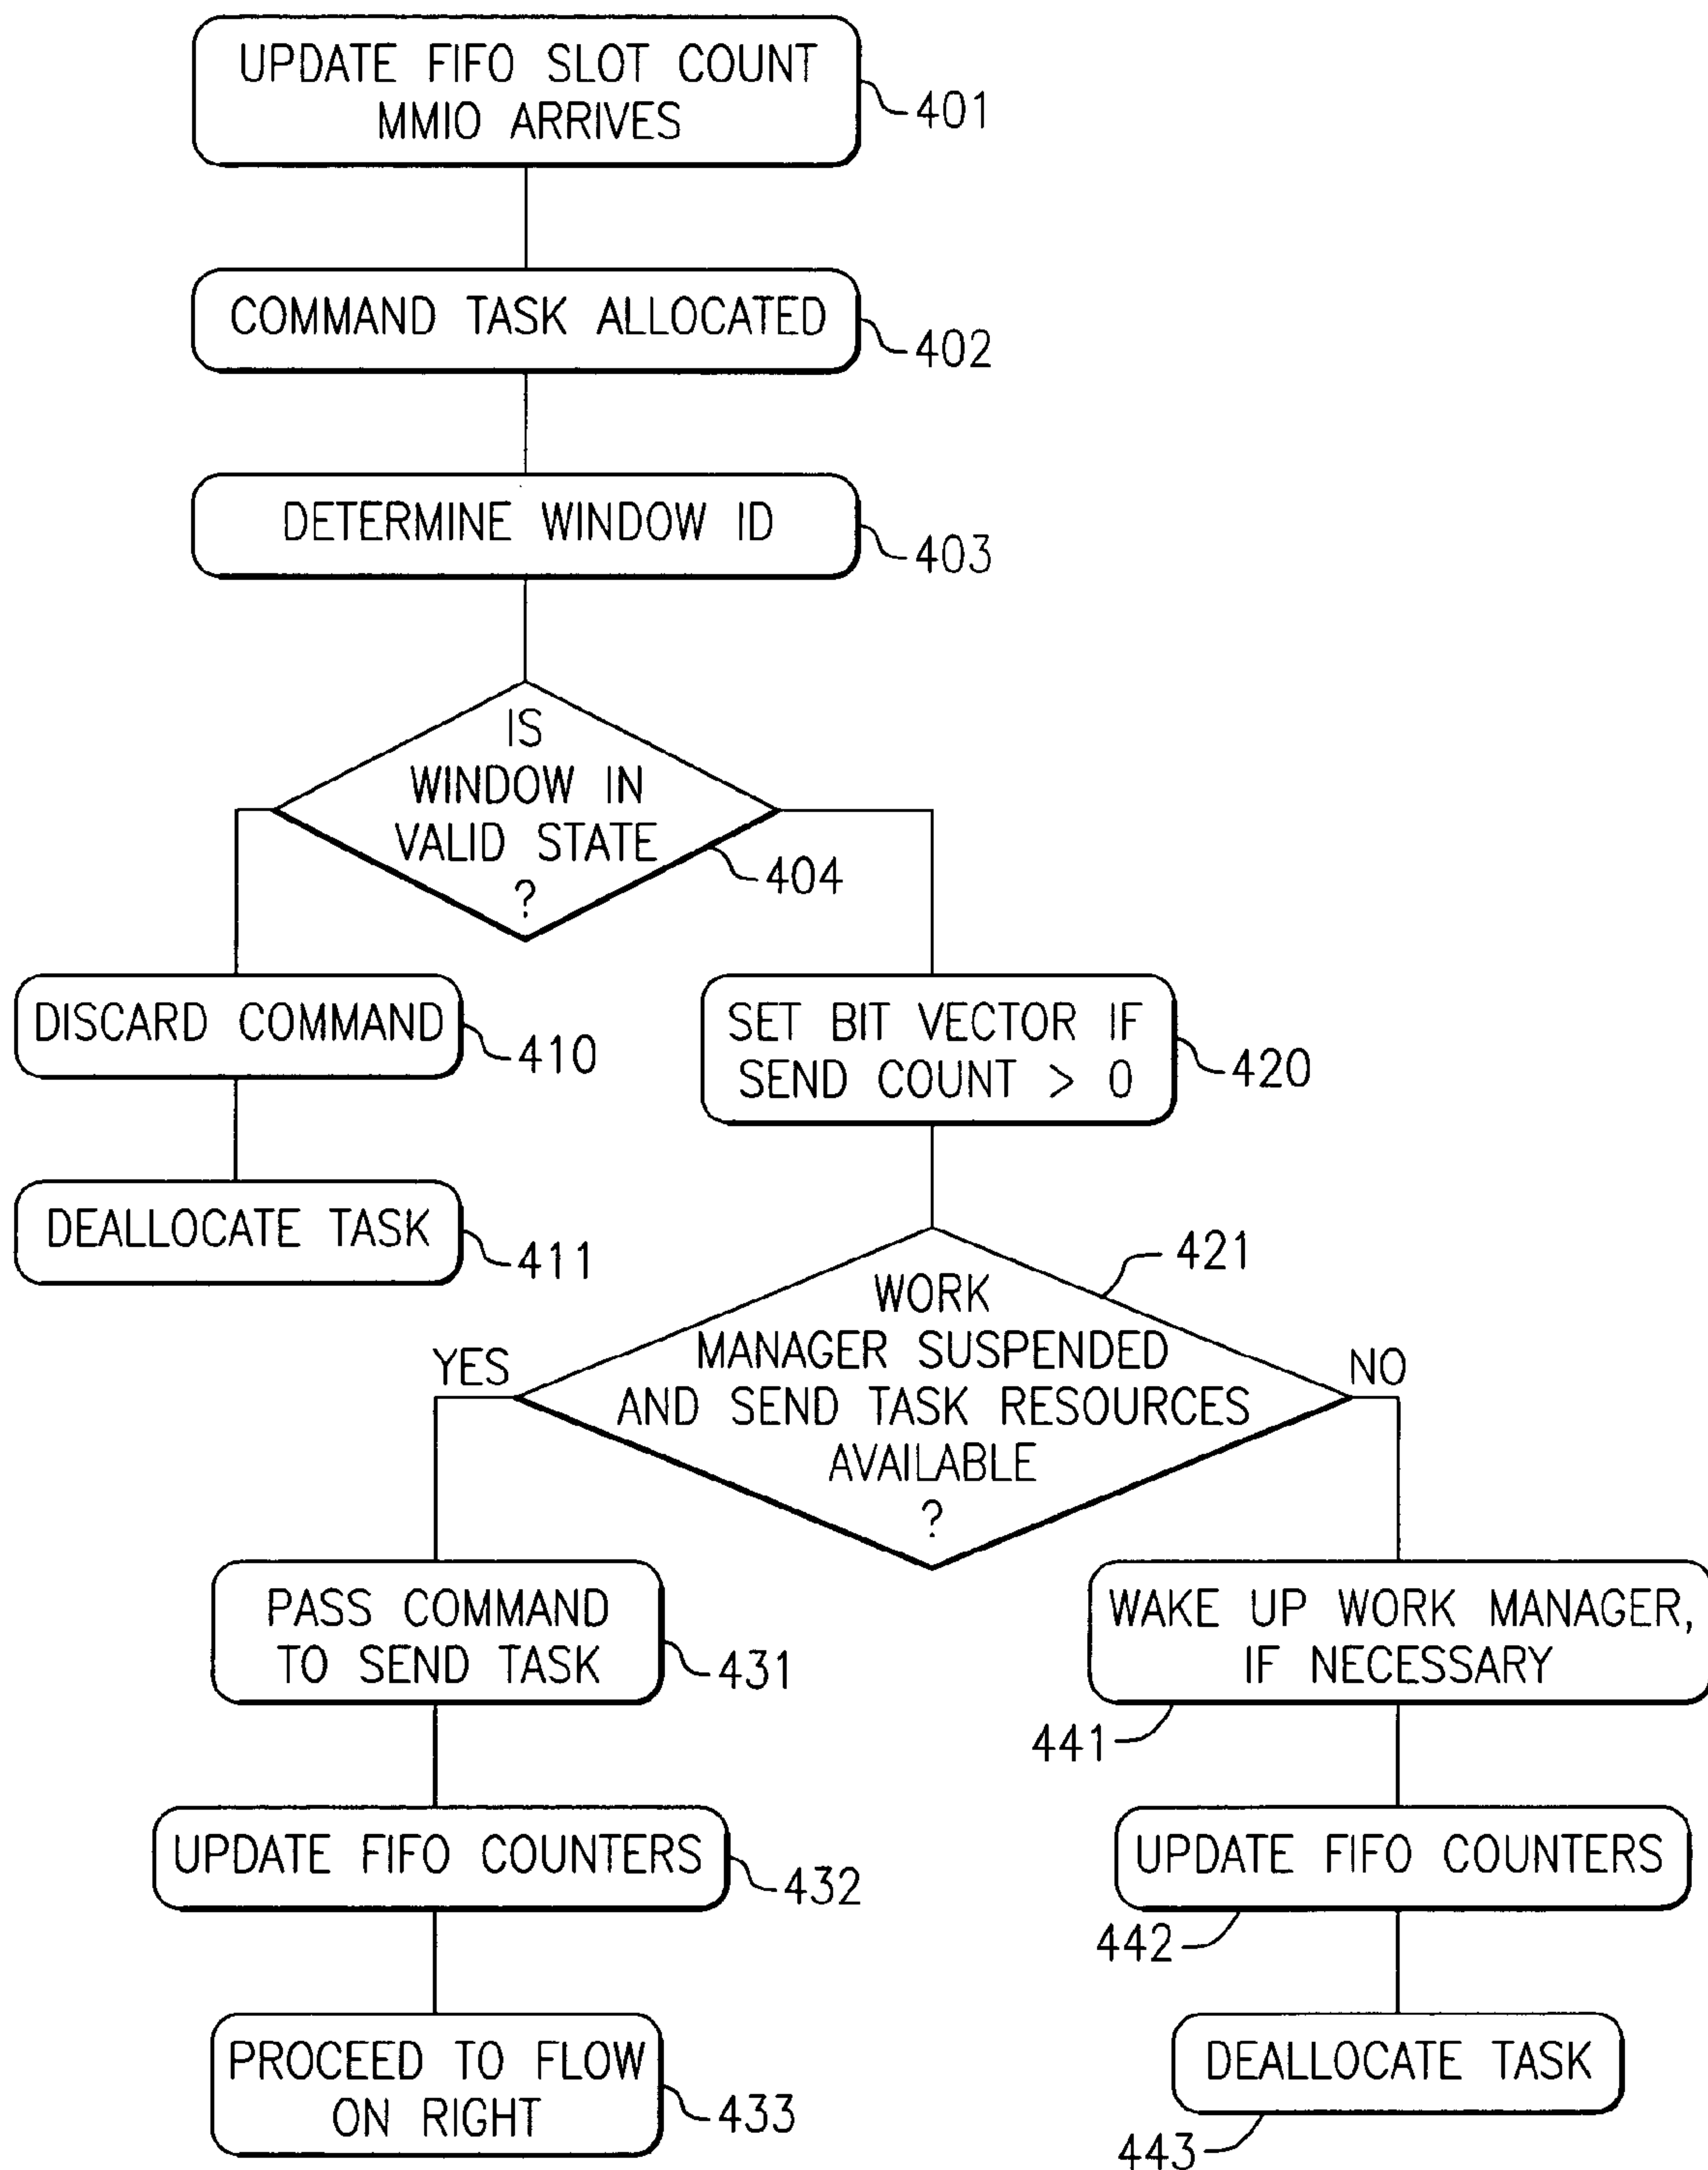 UPDATE FIFO SLOT COUNT
MMIO ARRIVES
401
COMMAND TASK ALLOCATED
402
DETERMINE WINDOW ID
403
IS
WINDOW IN
VALID STATE
?
404
DISCARD COMMAND
410
SET BIT VECTOR IF
SEND COUNT > 0
420
DEALLOCATE TASK
411
421
WORK
MANAGER SUSPENDED
AND SEND TASK RESOURCES
AVAILABLE
?
YES
NO
PASS COMMAND
TO SEND TASK
431
WAKE UP WORK MANAGER,
IF NECESSARY
441
UPDATE FIFO COUNTERS
432
UPDATE FIFO COUNTERS
442
PROCEED TO FLOW
ON RIGHT
433
DEALLOCATE TASK
443